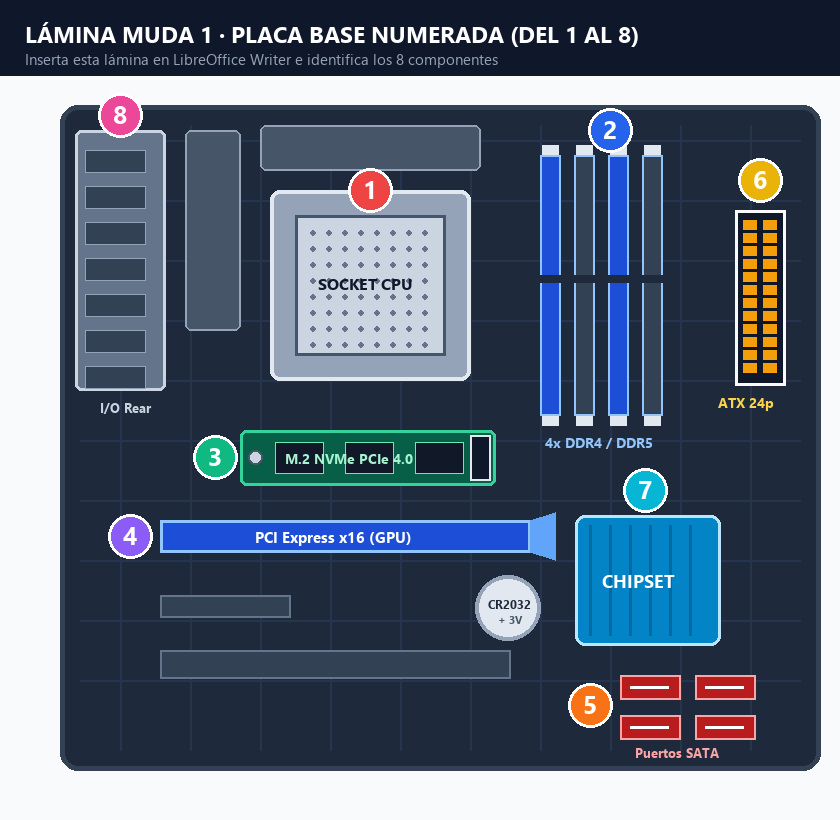 LÁMINA MUDA 1 · PLACA BASE NUMERADA (DEL 1 AL 8)
Inserta esta lámina en LibreOffice Writer e identifica los 8 componentes
8
2
1
6
SOCKET CPU
I/O Rear
ATX 24p
4x DDR4 / DDR5
3
M.2 NVMe PCIe 4.0
7
4
PCI Express x16 (GPU)
CHIPSET
CR2032
+ 3V
5
Puertos SATA